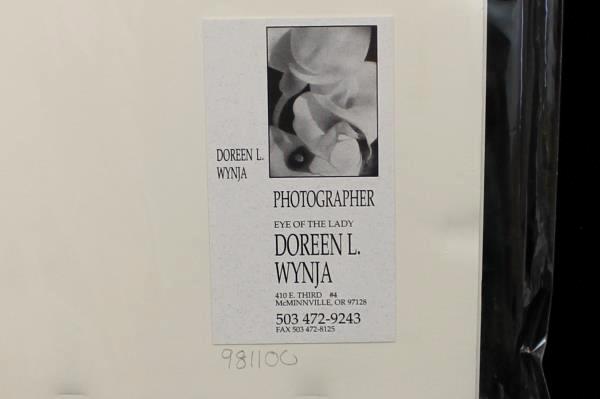 DOREEN L.
WYNJA
PHOTOGRAPHER
EYE OF THE LADY
DOREEN L.
WYNJA
410 E. THIRD #4
McMINNVILLE, OR 97128
503 472-9243
FAX 503 472-8125